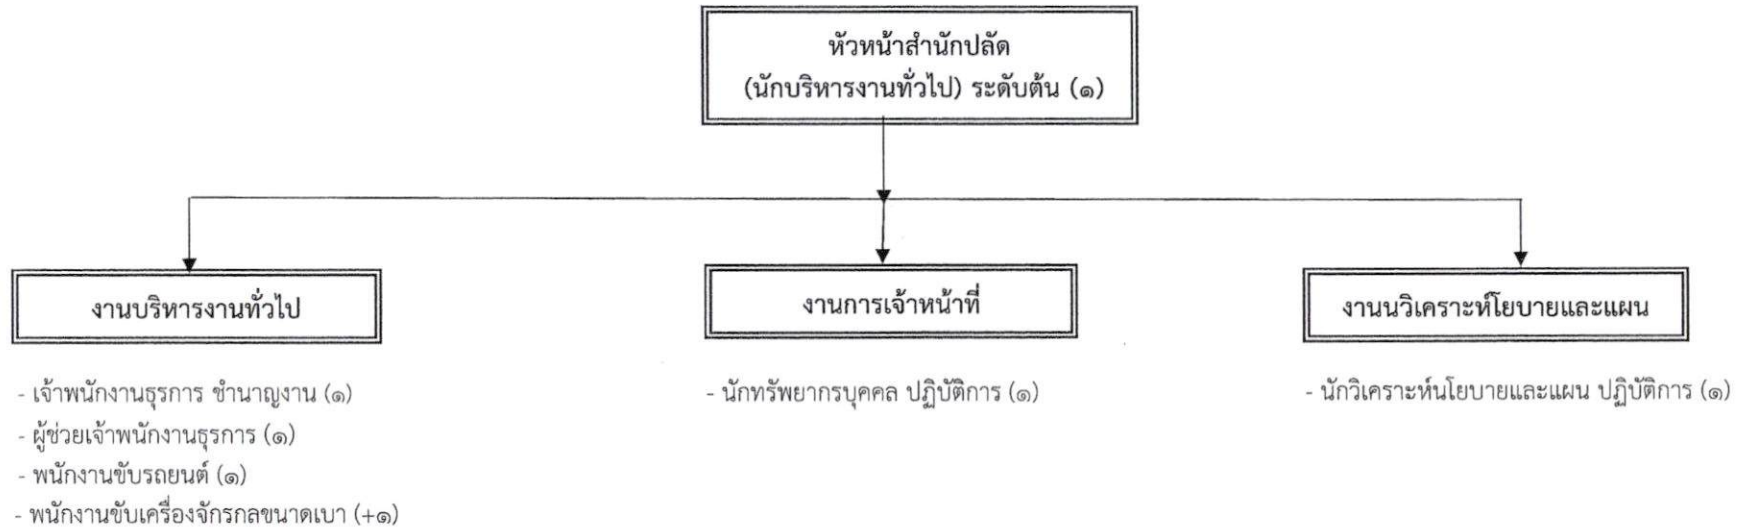 หัวหน้าสำนักปลัด
(นักบริหารงานทั่วไป) ระดับต้น (๑)
งานบริหารงานทั่วไป
- เจ้าพนักงานธุรการ ชำนาญงาน (๑)
- ผู้ช่วยเจ้าพนักงานธุรการ (๑)
- พนักงานขับรถยนต์ (๑)
- พนักงานขับเครื่องจักรกลขนาดเบา (+๑)
งานการเจ้าหน้าที่
- นักทรัพยากรบุคคล ปฏิบัติการ (๑)
งานนวิเคราะห์โยบายและแผน
- นักวิเคราะห์นโยบายและแผน ปฏิบัติการ (๑)